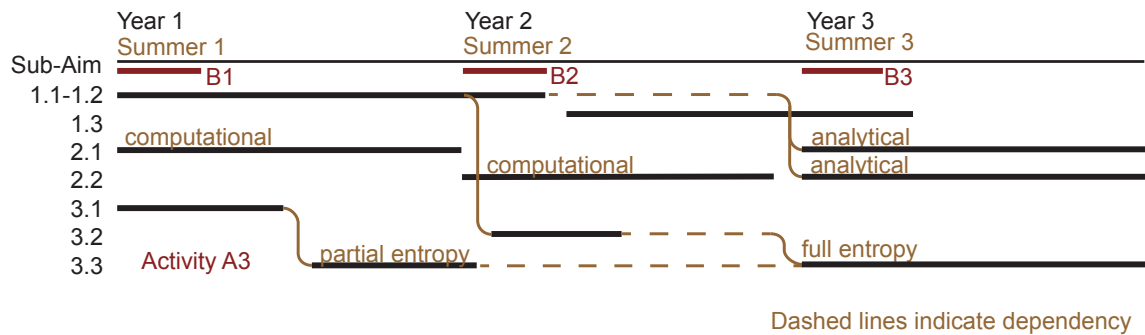 Year 1 Year 2 Year 3
Summer 1 Summer 2 Summer 3
Sub-Aim
B1 B2 B3
1.1-1.2
1.3
computational analytical
2.1
computational analytical
2.2
3.1
3.2
Activity A3 partial entropy full entropy
3.3
Dashed lines indicate dependency